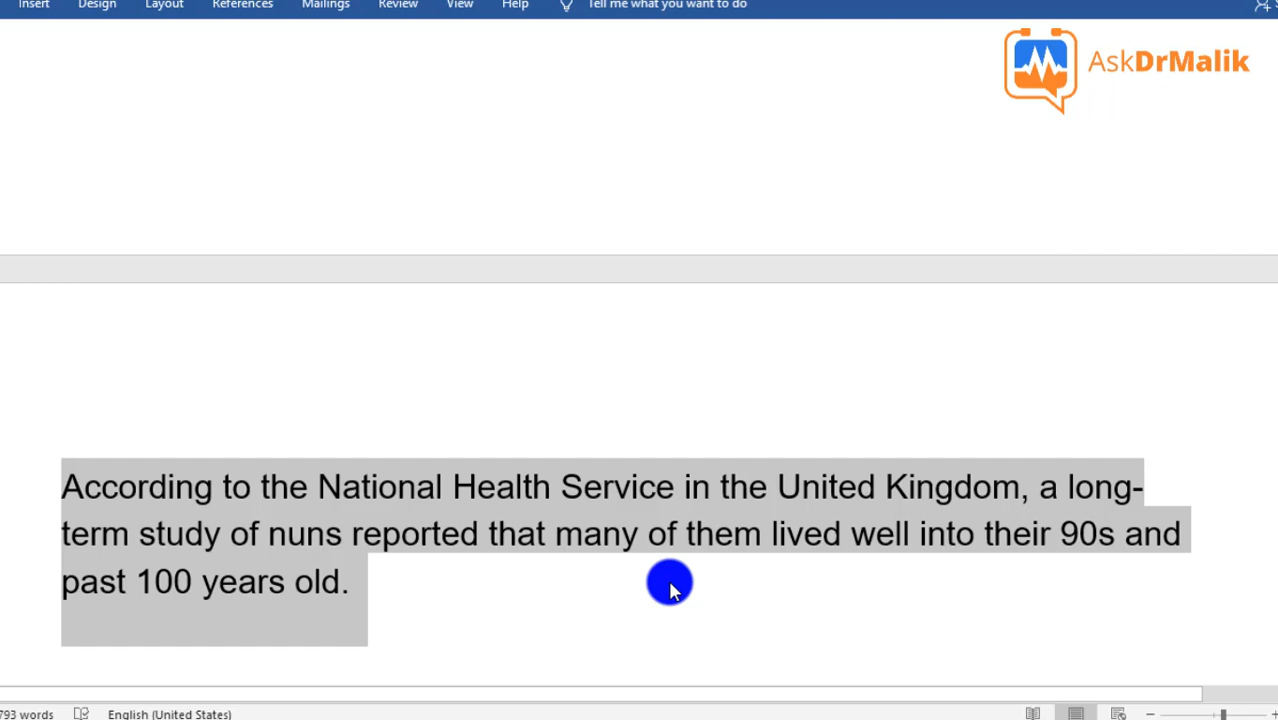 Insert Design Layout References Mailings Review View Help Tell me what you want to do
AskDrMalik
According to the National Health Service in the United Kingdom, a long-
term study of nuns reported that many of them lived well into their 90s and
past 100 years old.
793 words English (United States)